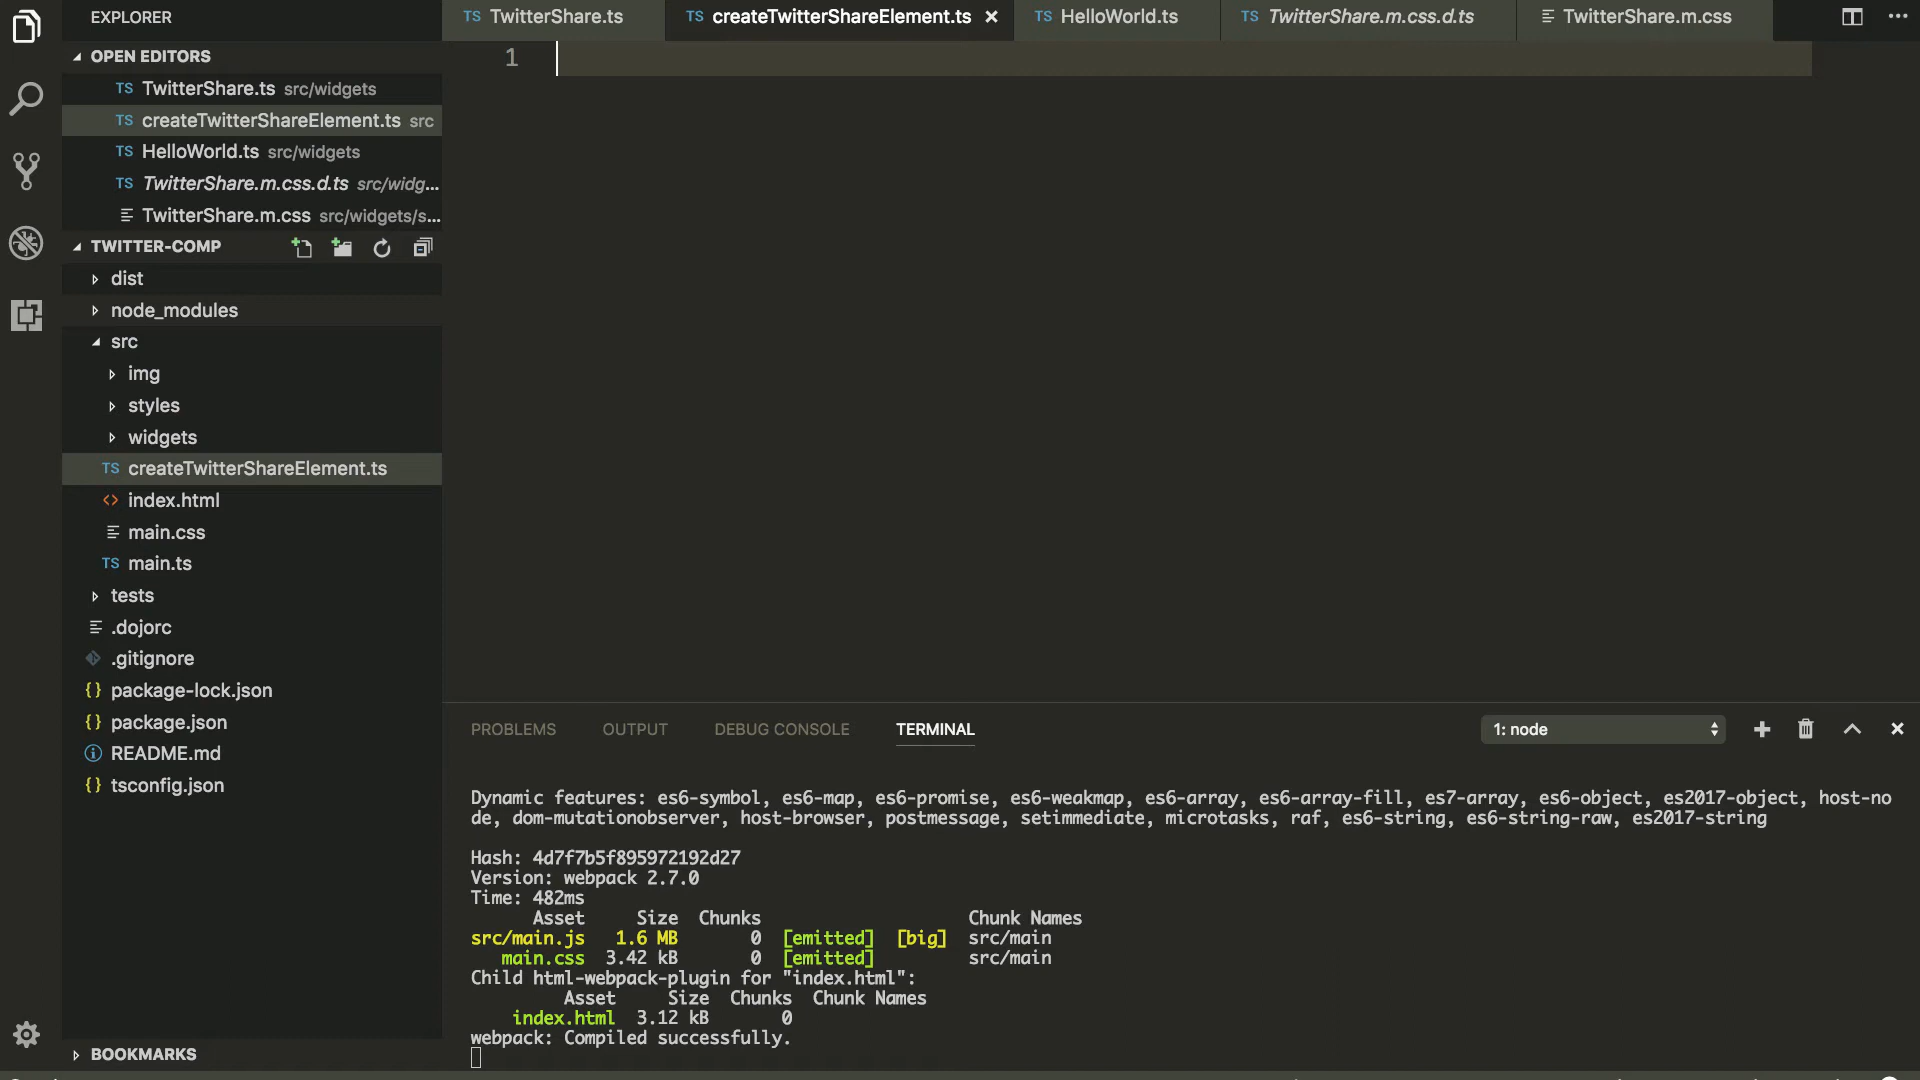 EXPLORER
OPEN EDITORS
TS TwitterShare.ts src/widgets
TS createTwitterShareElement.ts src
TS HelloWorld.ts src/widgets
TS TwitterShare.m.css.d.ts src/widg...
TwitterShare.m.css src/widgets/s...
TWITTER-COMP
dist
node_modules
src
img
styles
widgets
TS createTwitterShareElement.ts
<> index.html
main.css
TS main.ts
tests
.dojorc
.gitignore
{} package-lock.json
{} package.json
README.md
{} tsconfig.json
BOOKMARKS
TS TwitterShare.ts TS createTwitterShareElement.ts TS HelloWorld.ts TS TwitterShare.m.css.d.ts TwitterShare.m.css
1
PROBLEMS OUTPUT DEBUG CONSOLE TERMINAL 1: node
Dynamic features: es6-symbol, es6-map, es6-promise, es6-weakmap, es6-array, es6-array-fill, es7-array, es6-object, es2017-object, host-no
de, dom-mutationobserver, host-browser, postmessage, setimmediate, microtasks, raf, es6-string, es6-string-raw, es2017-string
Hash: 4d7f7b5f895972192d27
Version: webpack 2.7.0
Time: 482ms
Asset Size Chunks Chunk Names
src/main.js 1.6 MB 0 [emitted] [big] src/main
main.css 3.42 kB 0 [emitted] src/main
Child html-webpack-plugin for "index.html":
Asset Size Chunks Chunk Names
index.html 3.12 kB 0
webpack: Compiled successfully.